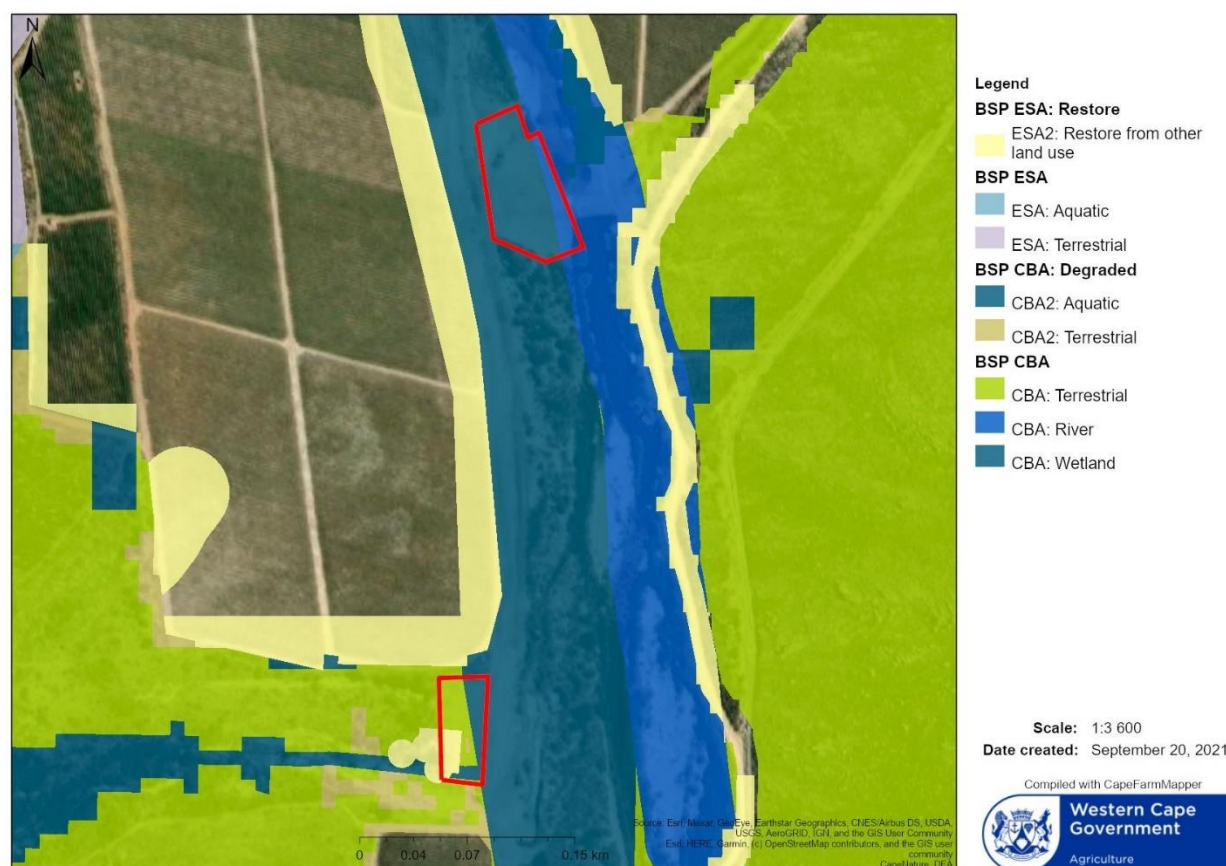 N
Legend
BSP ESA: Restore
ESA2: Restore from other
land use
BSP ESA
ESA: Aquatic
ESA: Terrestrial
BSP CBA: Degraded
CBA2: Aquatic
CBA2: Terrestrial
BSP CBA
CBA: Terrestrial
CBA: River
CBA: Wetland
Scale: 1:3 600
Date created: September 20, 2021
Compiled with CapeFarmMapper
Western Cape
Government
Agriculture
0 0.04 0.07 0.15 km
Source: Esri, Maxar, GeoEye, Earthstar Geographics, CNES/Airbus DS, USDA,
USGS, AeroGRID, IGN, and the GIS User Community
Esri, HERE, Garmin, (c) OpenStreetMap contributors, and the GIS user
community
CapeNature, DEA